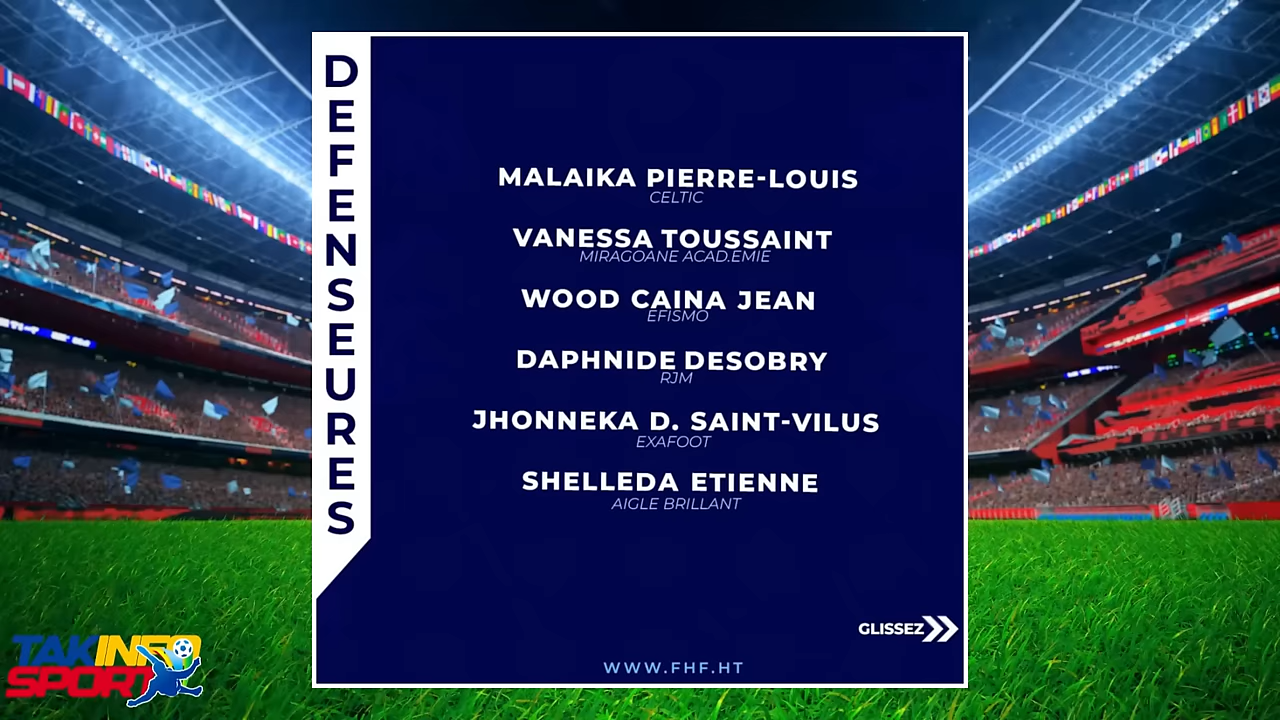 DEFENSEURES
MALAIKA PIERRE-LOUIS
CELTIC
VANESSA TOUSSAINT
MIRAGOANE ACAD.EMIE
WOOD CAINA JEAN
EFISMO
DAPHNIDE DESOBRY
RJM
JHONNEKA D. SAINT-VILUS
EXAFOOT
SHELLEDA ETIENNE
AIGLE BRILLANT
GLISSEZ
WWW.FHF.HT
TAKINFO
SPORT